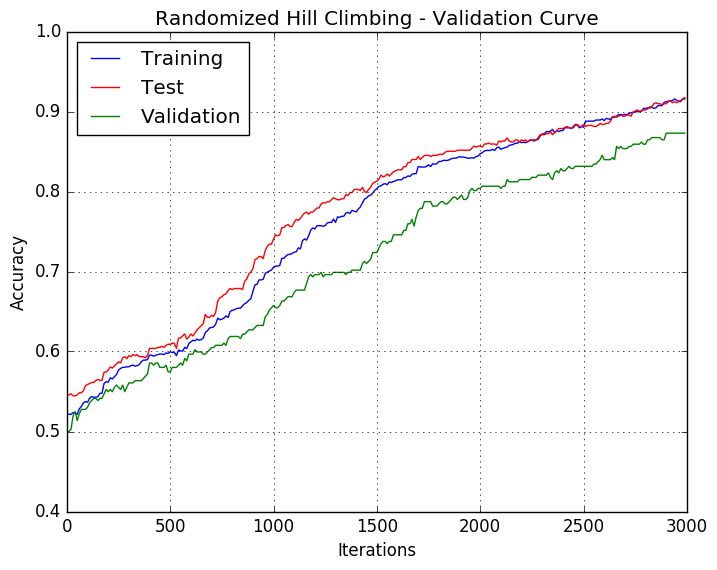 Randomized Hill Climbing - Validation Curve
1.0
0.9
0.8
0.7
0.6
0.5
0.4
Accuracy
Training
Test
Validation
0 500 1000 1500 2000 2500 3000
Iterations